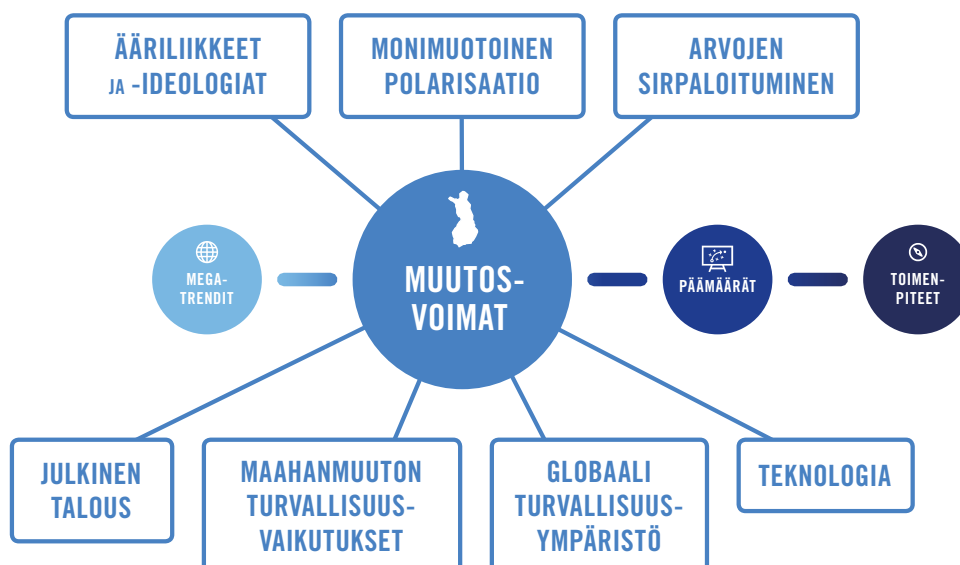 ÄÄRILIIKKEET
JA -IDEOLOGIAT
MONIMUOTOINEN
POLARISAATIO
ARVOJEN
SIRPALOITUMINEN
MEGA-
TRENDIT
MUUTOS-
VOIMAT
PÄÄMÄÄRÄT
TOIMEN-
PITEET
JULKINEN
TALOUS
MAAHANMUUTON
TURVALLISUUS-
VAIKUTUKSET
GLOBAALI
TURVALLISUUS-
YMPÄRISTÖ
TEKNOLOGIA